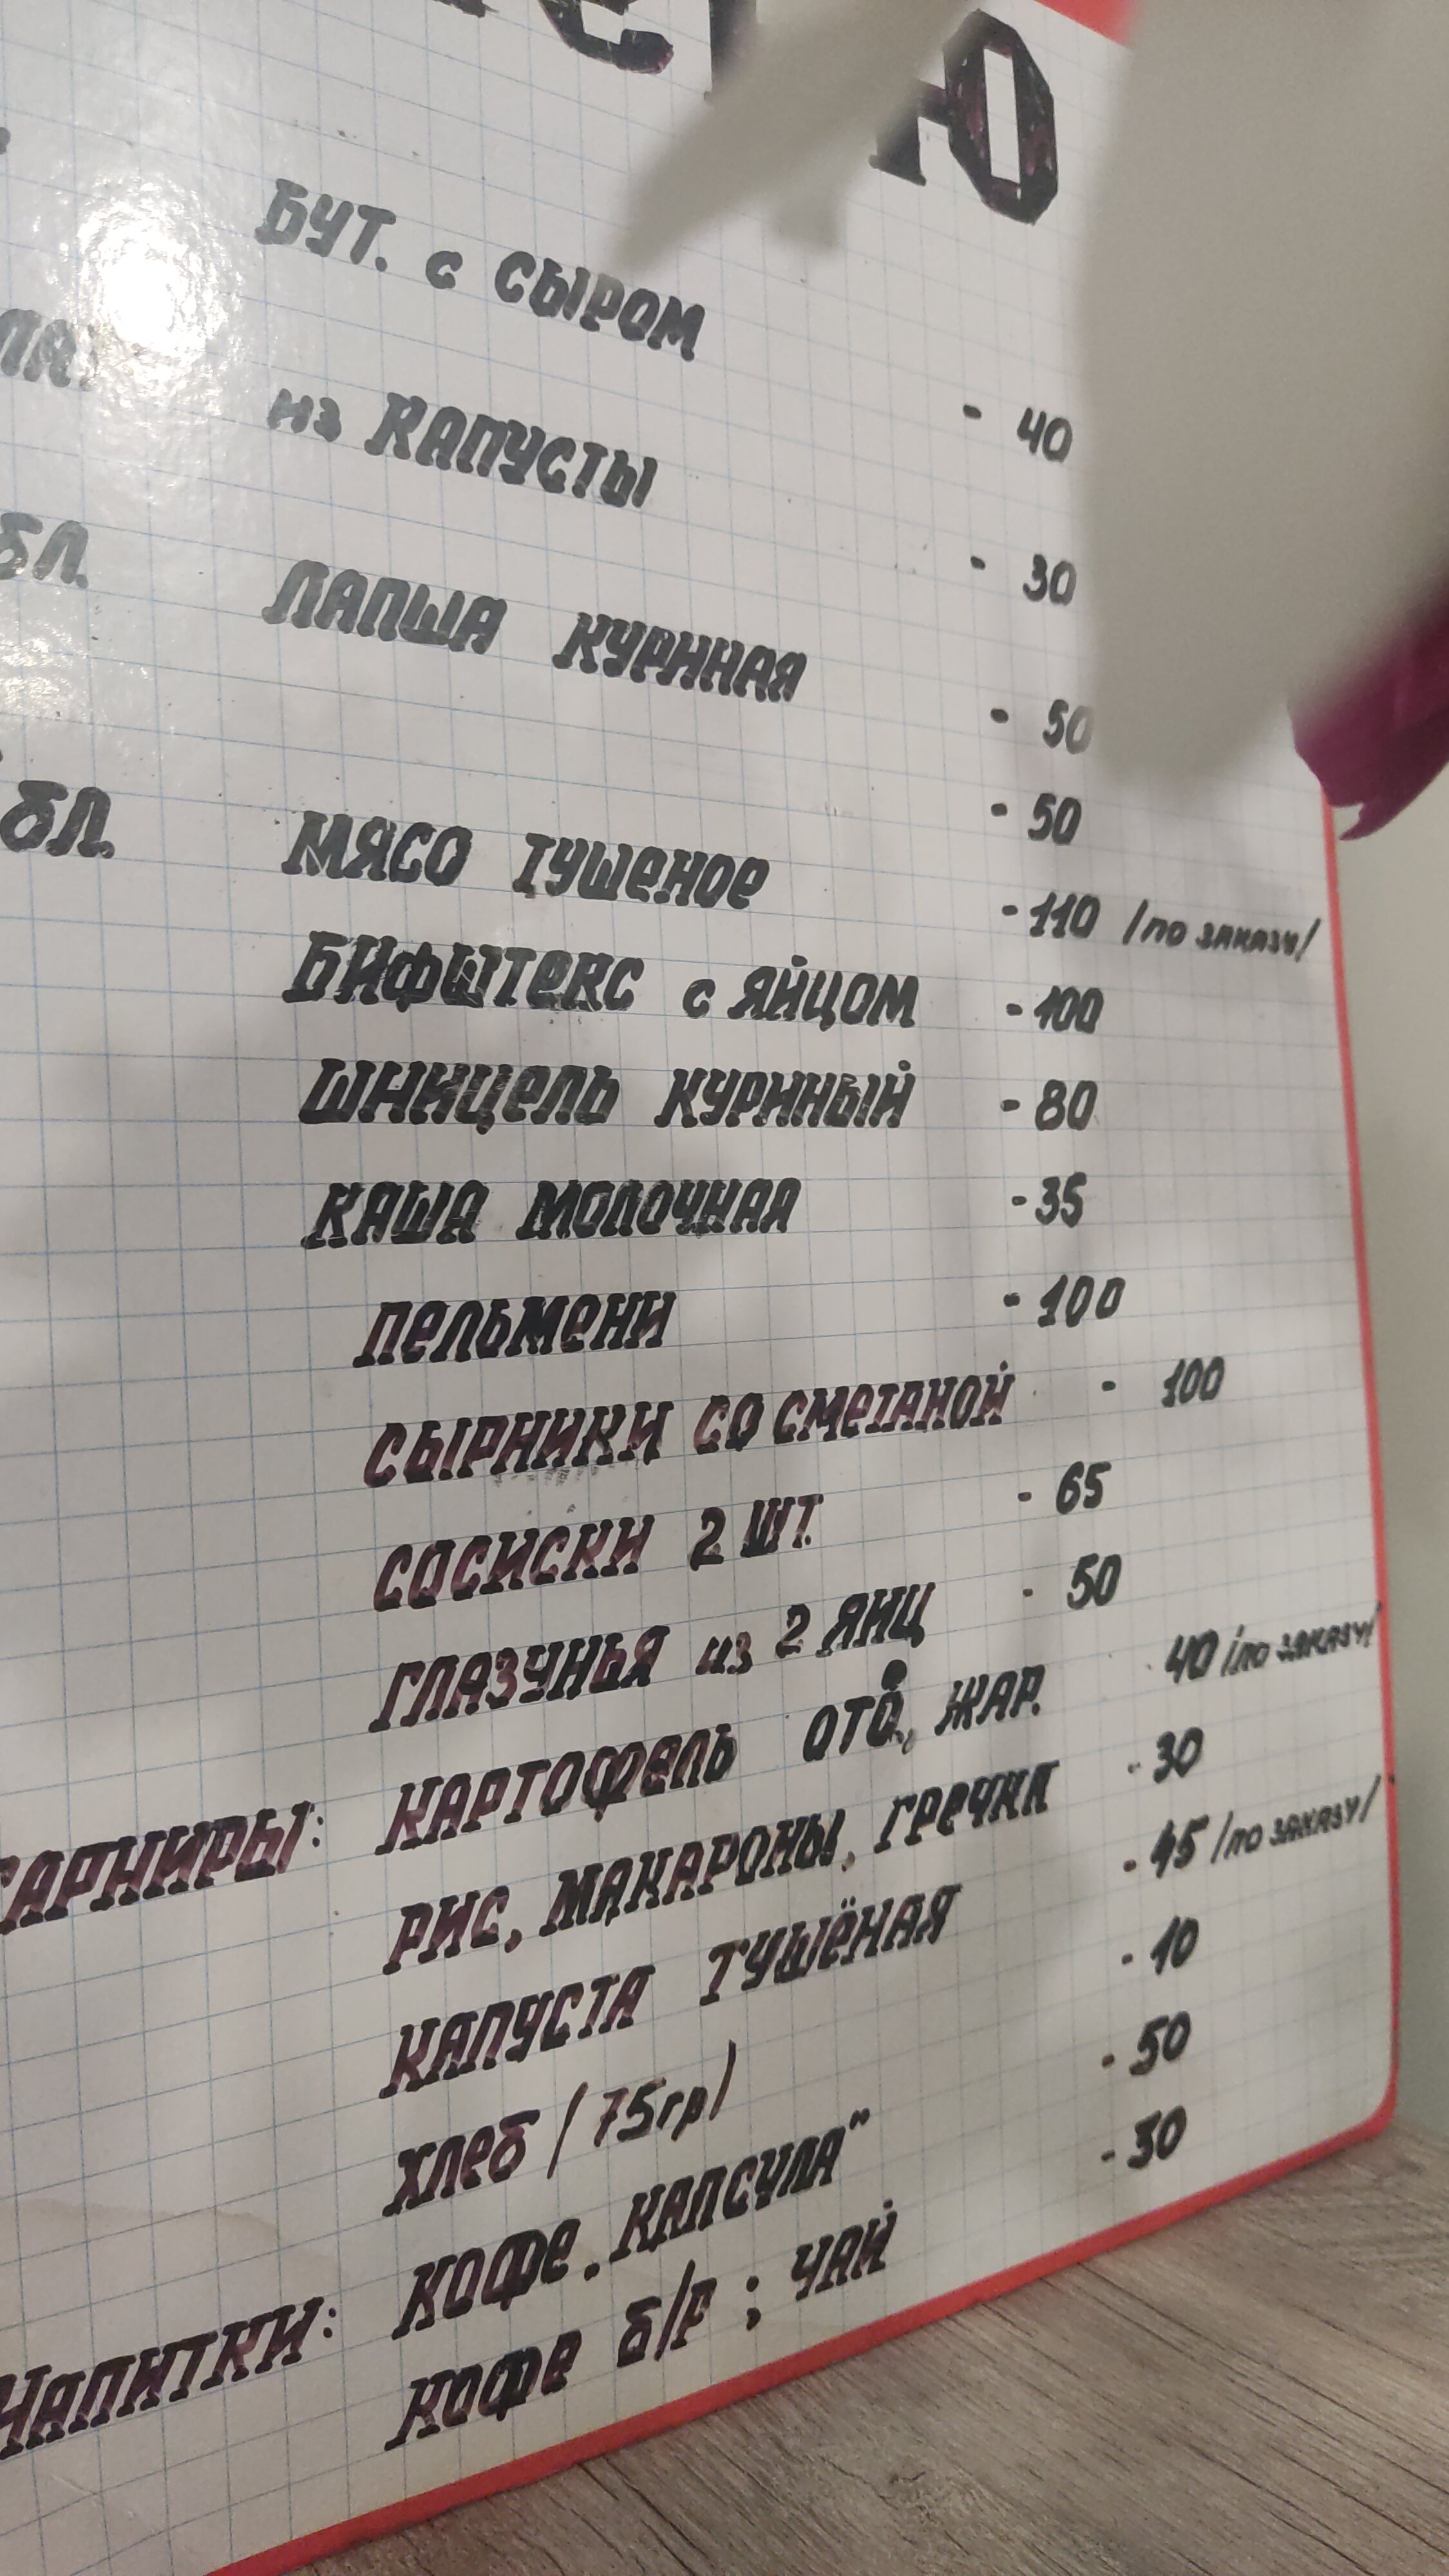 Ю
БУТ. с СЫРОМ - 40
из КАПУСТЫ - 30
БЛ. ЛАПША КУРИНАЯ - 50
- 50
БЛ. МЯСО ТУШЕНОЕ - 110 /по заказу/
БИФШТЕКС с ЯЙЦОМ - 100
ШНИЦЕЛЬ КУРИНЫЙ - 80
КАША МОЛОЧНАЯ - 35
ПЕЛЬМЕНИ - 100
СЫРНИКИ СО СМЕТАНОЙ - 100
СОСИСКИ 2 ШТ. - 65
ГЛАЗУНЬЯ из 2 ЯИЦ - 50
ГАРНИРЫ: КАРТОФЕЛЬ ОТВ., ЖАР. - 40 /по заказу/
РИС, МАКАРОНЫ, ГРЕЧКА - 30
КАПУСТА ТУШЁНАЯ - 45 /по заказу/
ХЛЕБ /75гр/ - 10
НАПИТКИ: КОФЕ „КАПСУЛА" - 50
КОФЕ б/р ; ЧАЙ - 30